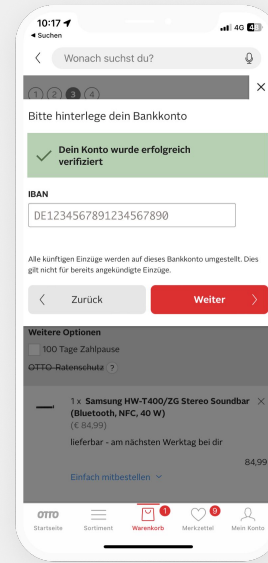 10:17
4G 43
◄ Suchen
Wonach suchst du?
1 2 3 4
Bitte hinterlege dein Bankkonto
Dein Konto wurde erfolgreich
verifiziert
IBAN
DE1234567891234567890
Alle künftigen Einzüge werden auf dieses Bankkonto umgestellt. Dies
gilt nicht für bereits angekündigte Einzüge.
Zurück
Weiter
Weitere Optionen
100 Tage Zahlpause
OTTO Ratenschutz ?
1 x Samsung HW-T400/ZG Stereo Soundbar
(Bluetooth, NFC, 40 W)
(€ 84,99)
lieferbar - am nächsten Werktag bei dir
84,99
Einfach mitbestellen
OTTO 1 9
Startseite Sortiment Warenkorb Merkzettel Mein Konto